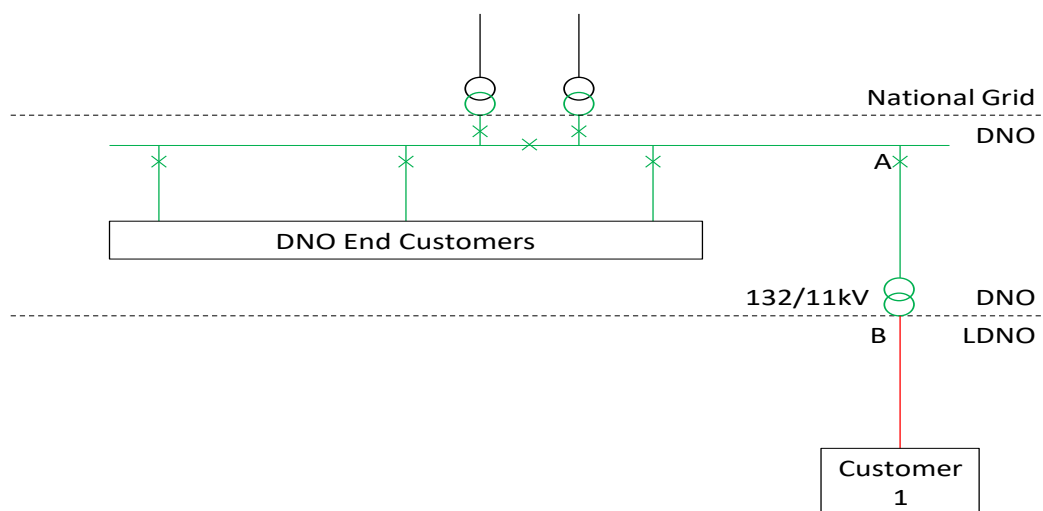 National Grid
DNO
A
DNO End Customers
132/11kV
DNO
B
LDNO
Customer
1